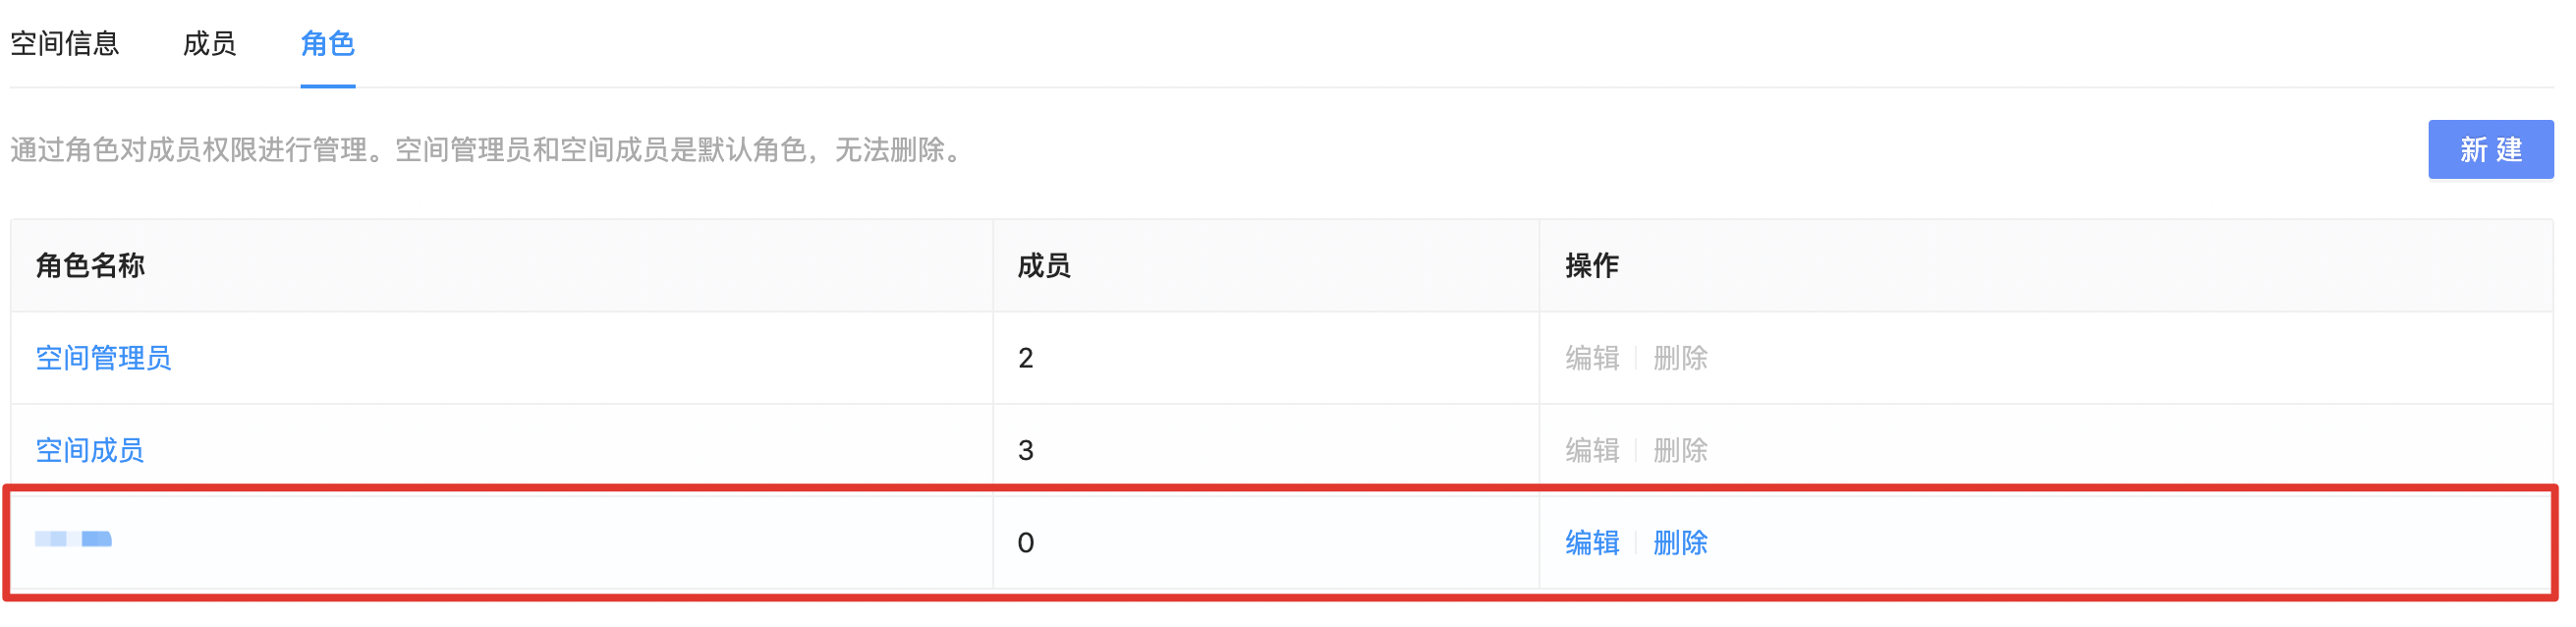 空间信息 成员 角色
通过角色对成员权限进行管理。空间管理员和空间成员是默认角色，无法删除。 新 建
角色名称 成员 操作
空间管理员 2 编辑 删除
空间成员 3 编辑 删除
0 编辑 删除